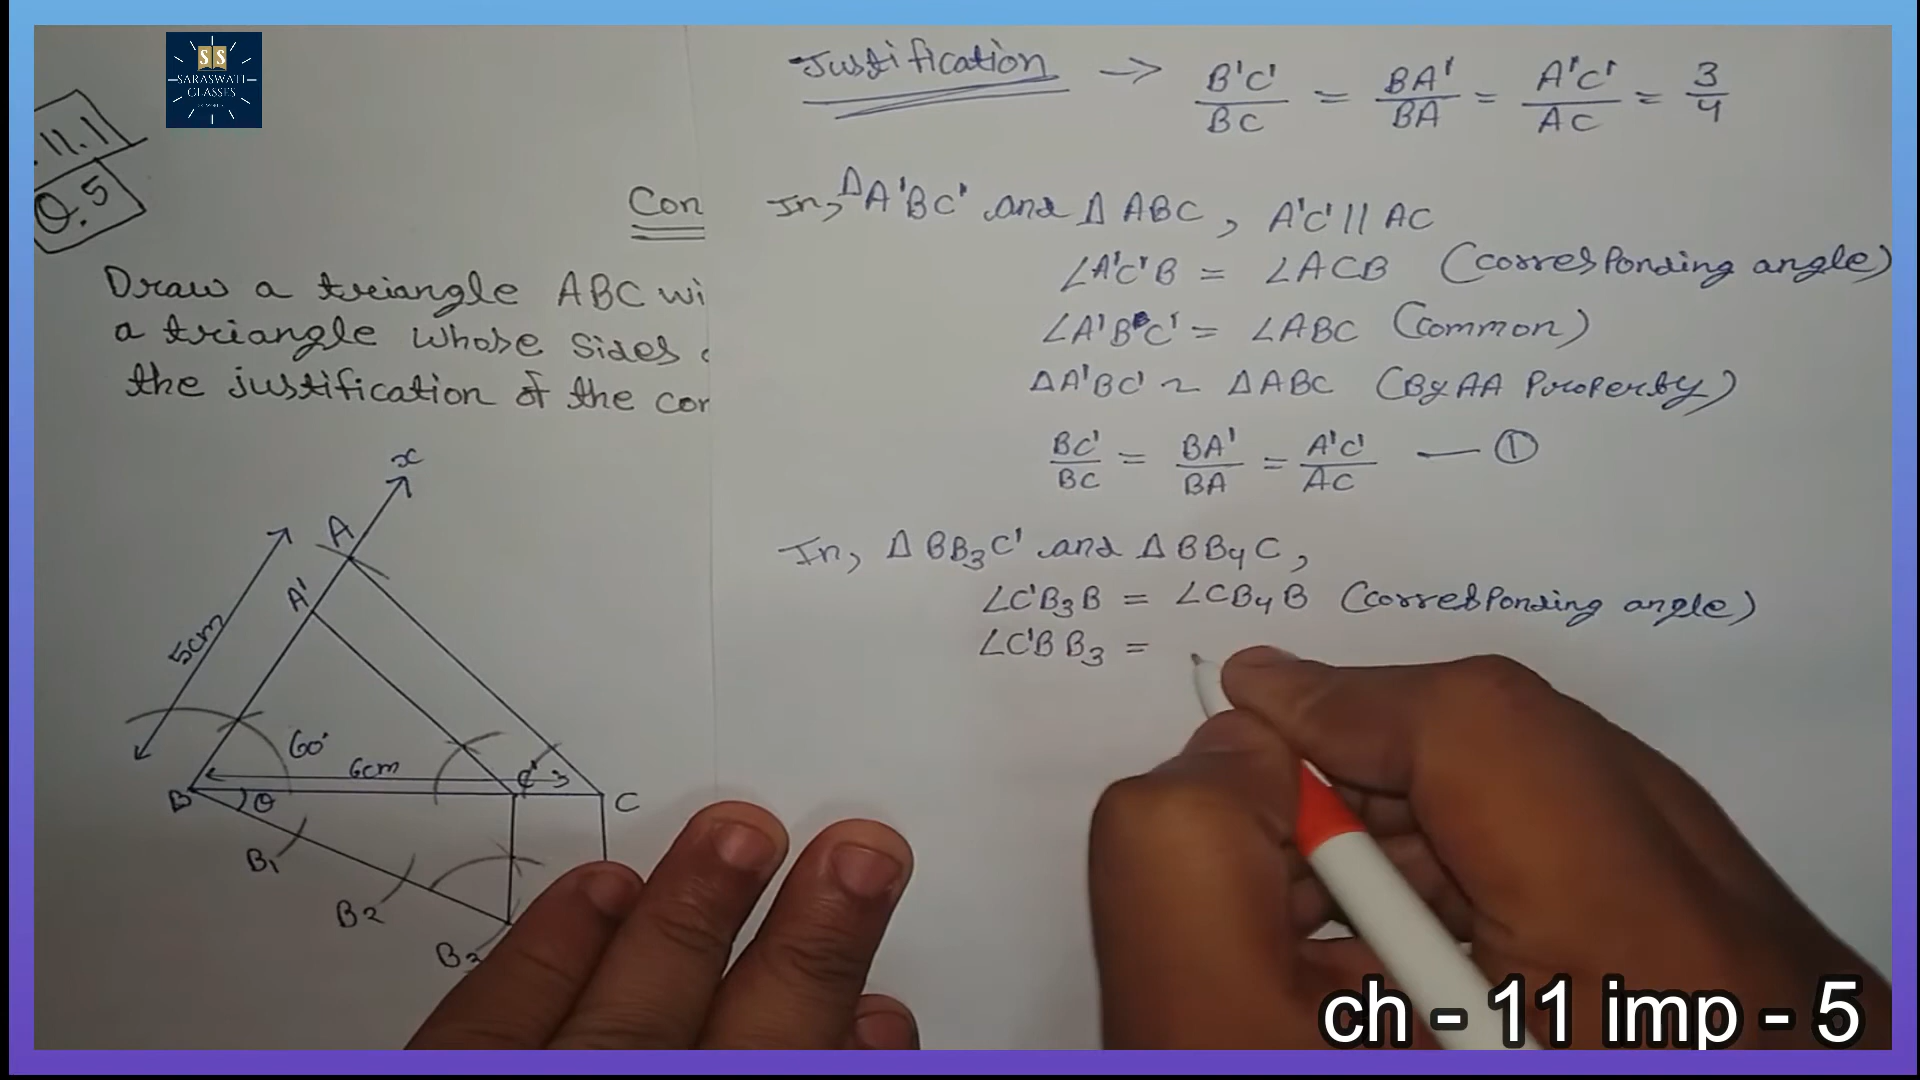 SS
SARASWATI
CLASSES
.11.1
Q.5
Con
Draw a triangle ABC wi
a triangle whose sides
the justification of the cor
x
A
A'
5cm
60°
6cm
B
θ
C'
C
B1
B2
B3
Justification → B'C'/BC = BA'/BA = A'C'/AC = 3/4
In, ΔA'BC' and Δ ABC, A'C' // AC
∠A'C'B = ∠ACB (corresponding angle)
∠A'BC' = ∠ABC (common)
ΔA'BC' ~ ΔABC (By AA Property)
BC'/BC = BA'/BA = A'C'/AC — ①
In, Δ BB3C' and Δ BB4C,
∠C'B3B = ∠CB4B (corresponding angle)
∠C'BB3 =
ch - 11 imp - 5